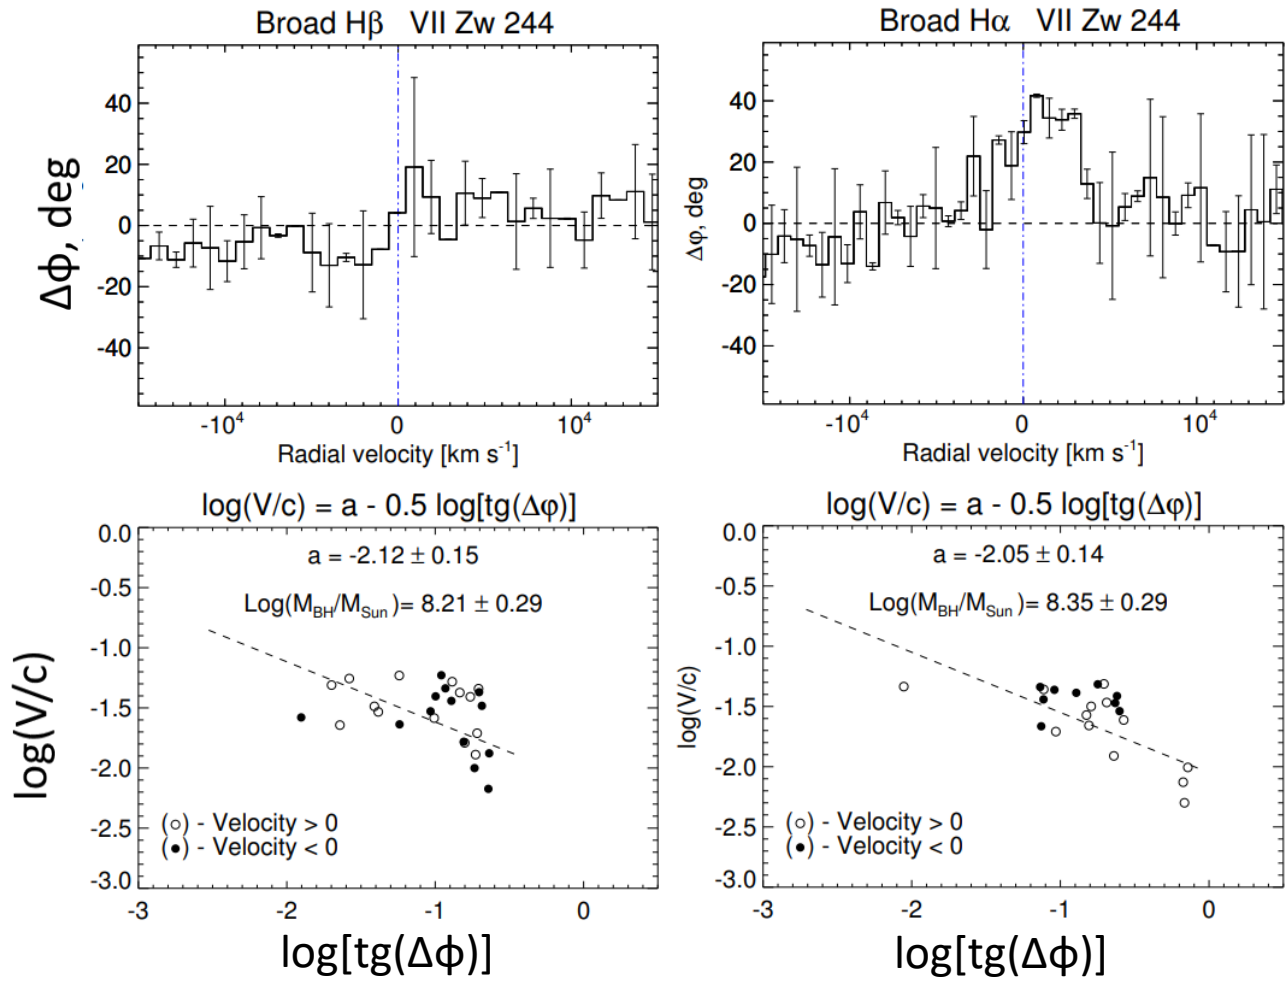 Broad Hβ VII Zw 244
Δφ, deg
40
20
0
-20
-40
-10⁴ 0 10⁴
Radial velocity [km s⁻¹]
Broad Hα VII Zw 244
Δφ, deg
40
20
0
-20
-40
-10⁴ 0 10⁴
Radial velocity [km s⁻¹]
log(V/c) = a - 0.5 log[tg(Δφ)]
a = -2.12 ± 0.15
Log(M_BH/M_Sun)= 8.21 ± 0.29
log(V/c)
0.0
-0.5
-1.0
-1.5
-2.0
-2.5
-3.0
(○) - Velocity > 0
(●) - Velocity < 0
-3 -2 -1 0
log[tg(Δφ)]
log(V/c) = a - 0.5 log[tg(Δφ)]
a = -2.05 ± 0.14
Log(M_BH/M_Sun)= 8.35 ± 0.29
log(V/c)
0.0
-0.5
-1.0
-1.5
-2.0
-2.5
-3.0
(○) - Velocity > 0
(●) - Velocity < 0
-3 -2 -1 0
log[tg(Δφ)]